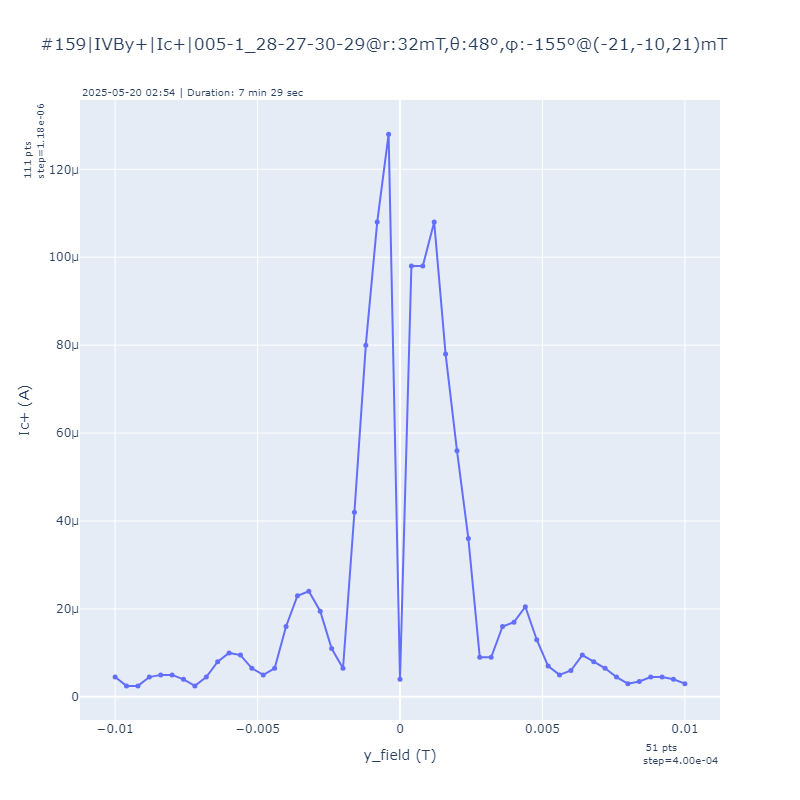 #159|IVBy+|Ic+|005-1_28-27-30-29@r:32mT,θ:48°,φ:-155°@(-21,-10,21)mT
2025-05-20 02:54 | Duration: 7 min 29 sec
111 pts
step=1.18e-06
120μ
100μ
80μ
60μ
40μ
20μ
0
Ic+ (A)
−0.01
−0.005
0
0.005
0.01
y_field (T)
51 pts
step=4.00e-04